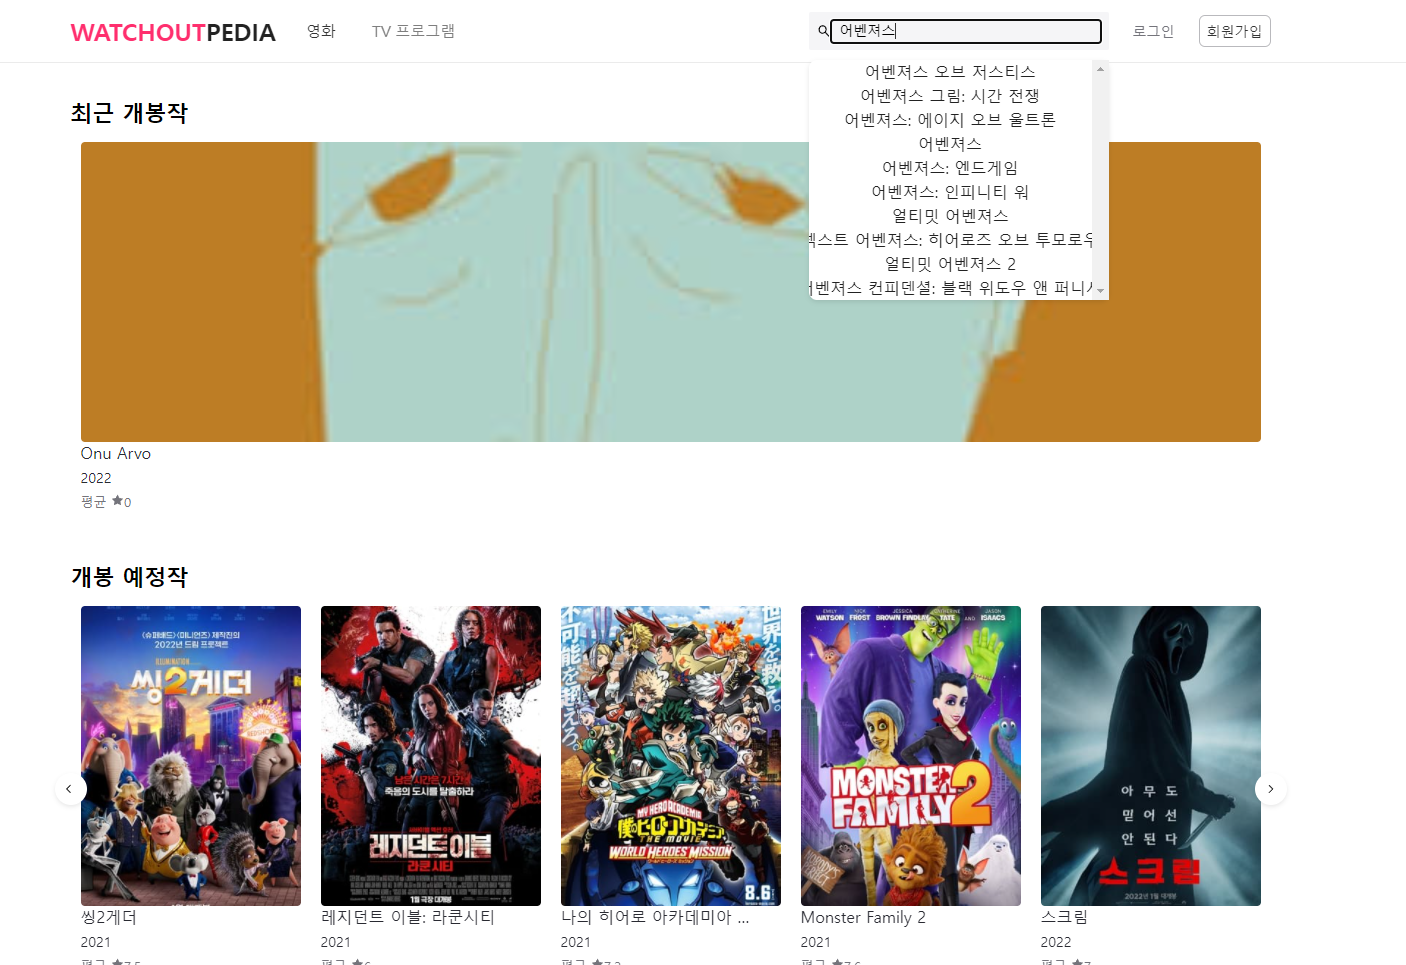 WATCHOUTPEDIA 영화 TV 프로그램 어벤져스 로그인 회원가입
어벤져스 오브 저스티스
어벤져스 그림: 시간 전쟁
어벤져스: 에이지 오브 울트론
어벤져스
어벤져스: 엔드게임
어벤져스: 인피니티 워
얼티밋 어벤져스
스트 어벤져스: 히어로즈 오브 투모로우
얼티밋 어벤져스 2
벤져스 컨피덴셜: 블랙 위도우 앤 퍼니
최근 개봉작
Onu Arvo
2022
평균 ★0
개봉 예정작
<슈퍼배드><미니언즈> 제작진의
2022년 드림 프로젝트
ILLUMINATION
씽2게더
씽2게더
2021
평균 ★7.5
남은 시간은 7시간
죽음의 도시를 탈출하라
레지던트 이블
라쿤시티
1월 극장 대개봉
레지던트 이블: 라쿤시티
2021
평균 ★6
不可能を超えろ。
世界を救え。
MY HERO ACADEMIA
僕のヒーローアカデミア
THE MOVIE
WORLD HEROES MISSION
8.6
나의 히어로 아카데미아 ...
2021
평균 ★7.3
EMILY WATSON NICK FROST JESSICA BROWN FINDLAY CATHERINE TATE AND JASON ISAACS
MONSTER FAMILY 2
Monster Family 2
2021
평균 ★7.6
아무도
믿어선
안된다
스크림
2022년 1월 대개봉
스크림
2022
평균 ★7